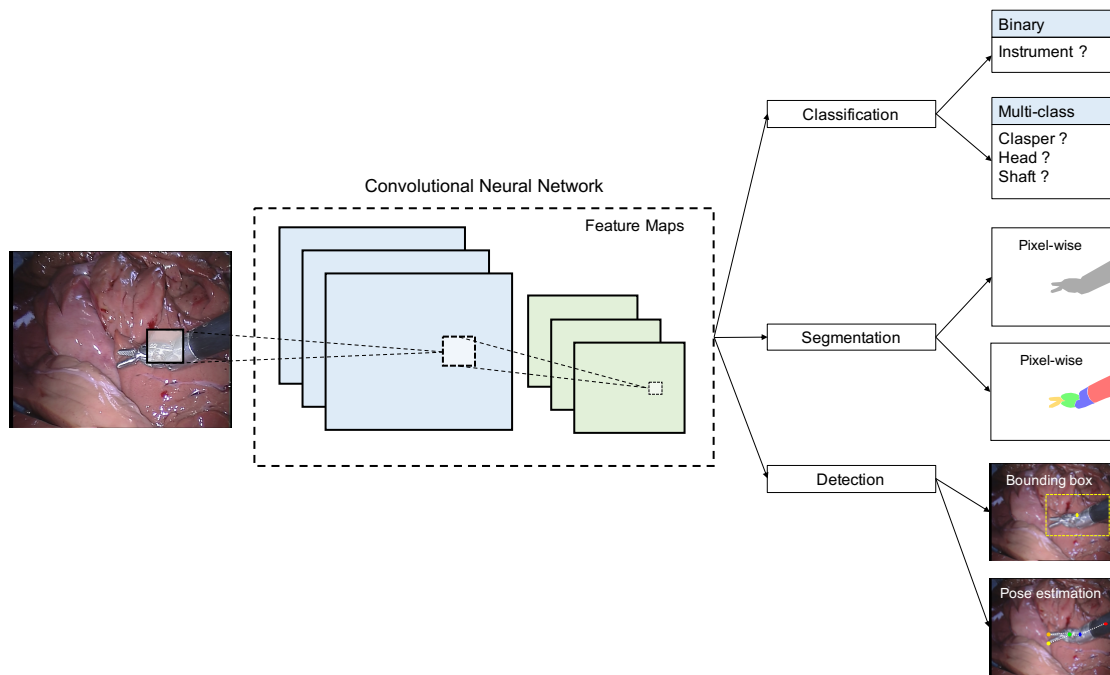 Convolutional Neural Network
Feature Maps
Classification
Binary
Instrument ?
Multi-class
Clasper ?
Head ?
Shaft ?
Segmentation
Pixel-wise
Pixel-wise
Detection
Bounding box
Pose estimation